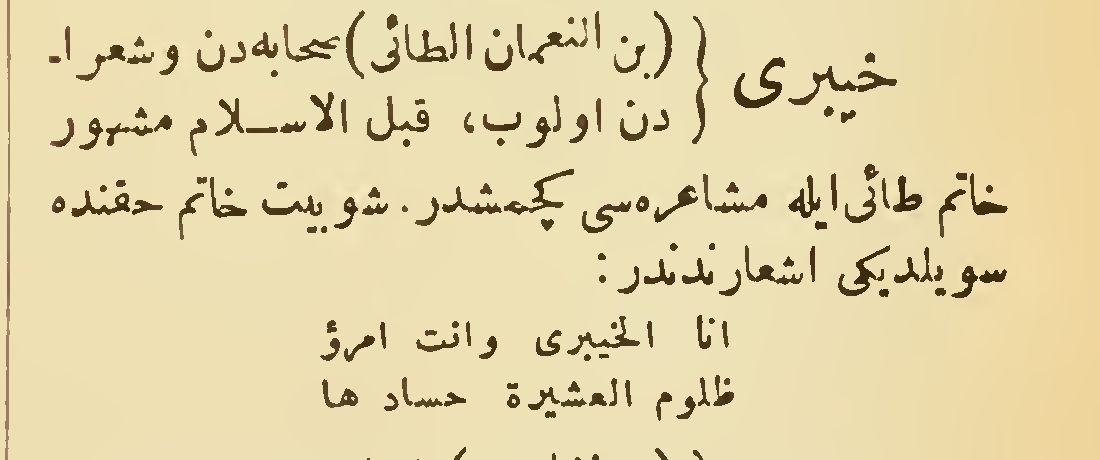 خیبری { (بن النعمان الطائی) صحابه‌دن وشعرا-
دن اولوب، قبل الاسلام مشهور
خاتم طائی ایله مشاعره‌سی کچمشدر. شو بیت خاتم حقنده
سویلدیکی اشعارندندر:
انا الخیبری وانت امرؤ
ظلوم العشیرة حساد ها